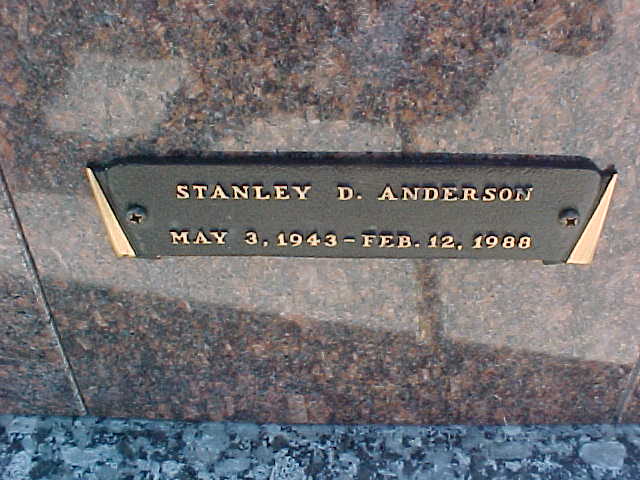 STANLEY D. ANDERSON
MAY 3, 1943 - FEB. 12, 1988